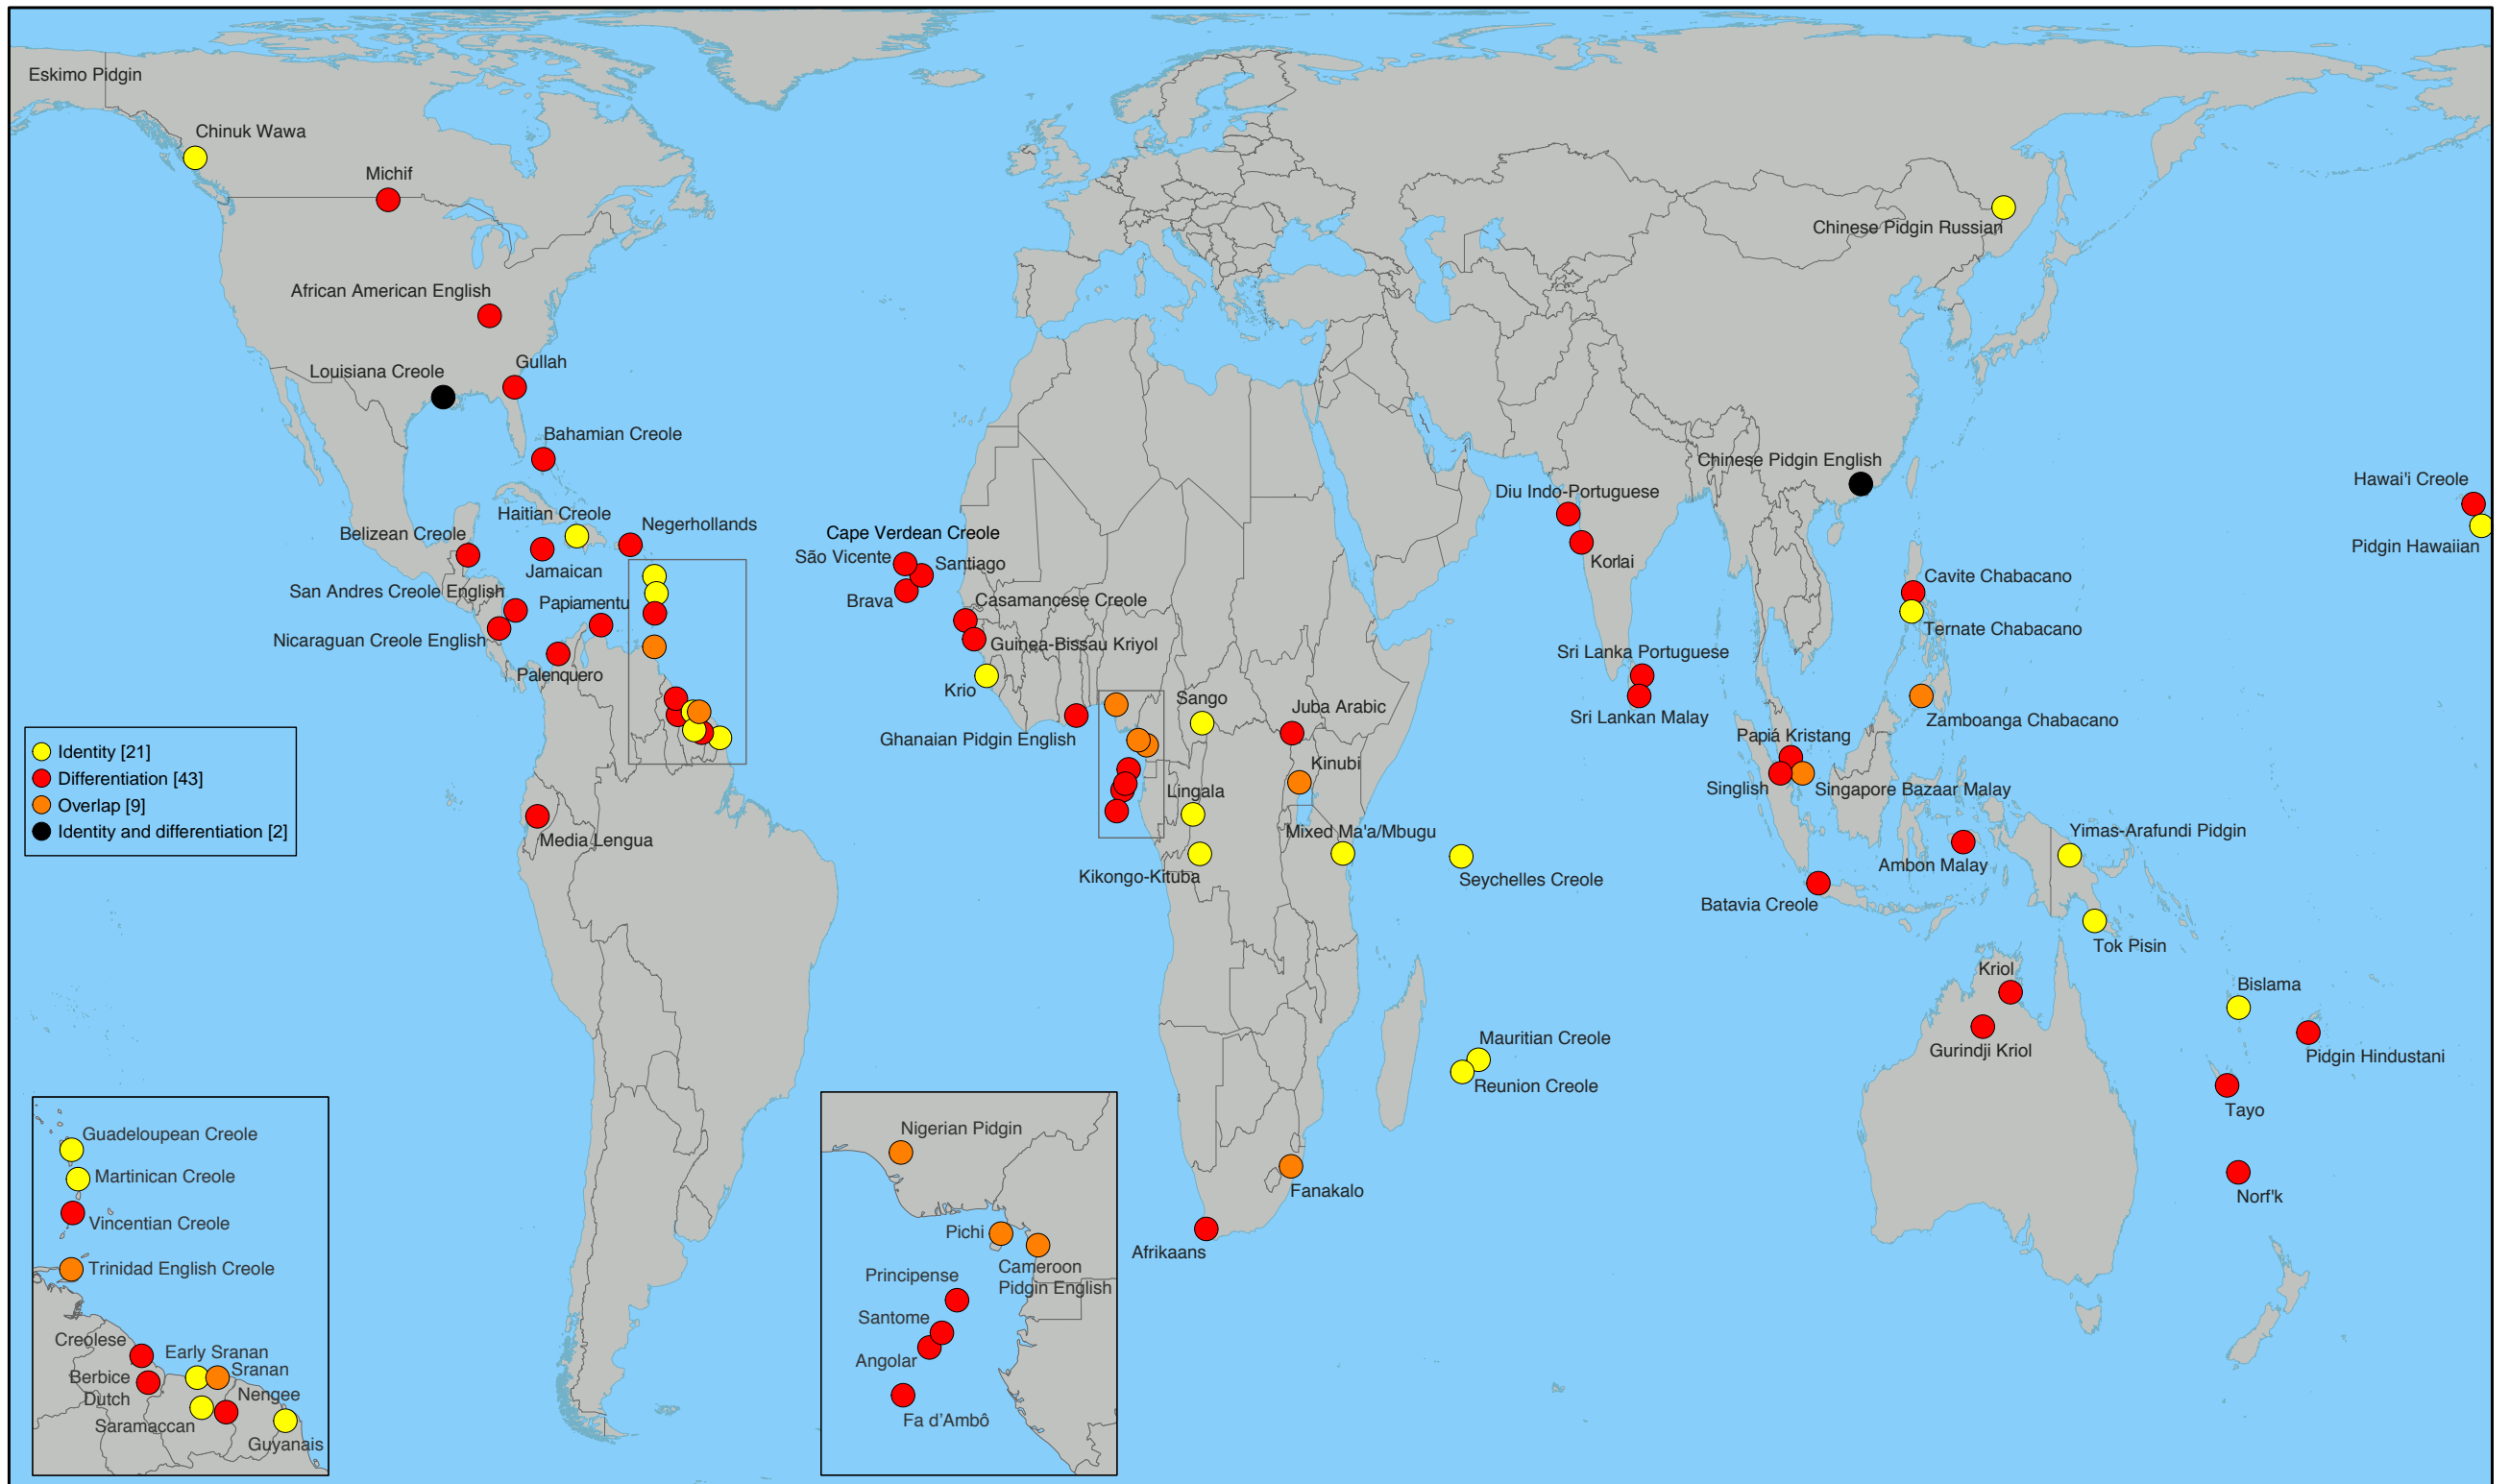 Eskimo Pidgin
Chinuk Wawa
Michif
Chinese Pidgin Russian
African American English
Gullah
Louisiana Creole
Bahamian Creole
Chinese Pidgin English
Hawai'i Creole
Diu Indo-Portuguese
Haitian Creole
Negerhollands
Belizean Creole
Cape Verdean Creole
Pidgin Hawaiian
São Vicente
Santiago
Korlai
Jamaican
Cavite Chabacano
San Andres Creole English
Papiamentu
Brava
Casamancese Creole
Ternate Chabacano
Nicaraguan Creole English
Guinea-Bissau Kriyol
Sri Lanka Portuguese
Palenquero
Krio
Sango
Juba Arabic
Sri Lankan Malay
Zamboanga Chabacano
Ghanaian Pidgin English
Papiá Kristang
Kinubi
Identity [21]
Differentiation [43]
Overlap [9]
Identity and differentiation [2]
Lingala
Singlish
Singapore Bazaar Malay
Media Lengua
Mixed Ma'a/Mbugu
Yimas-Arafundi Pidgin
Kikongo-Kituba
Seychelles Creole
Ambon Malay
Batavia Creole
Tok Pisin
Kriol
Bislama
Mauritian Creole
Gurindji Kriol
Pidgin Hindustani
Reunion Creole
Tayo
Fanakalo
Norf'k
Afrikaans
Guadeloupean Creole
Martinican Creole
Vincentian Creole
Trinidad English Creole
Creolese
Early Sranan
Sranan
Berbice
Dutch
Nengee
Saramaccan
Guyanais
Nigerian Pidgin
Pichi
Cameroon
Pidgin English
Principense
Santome
Angolar
Fa d’Ambô